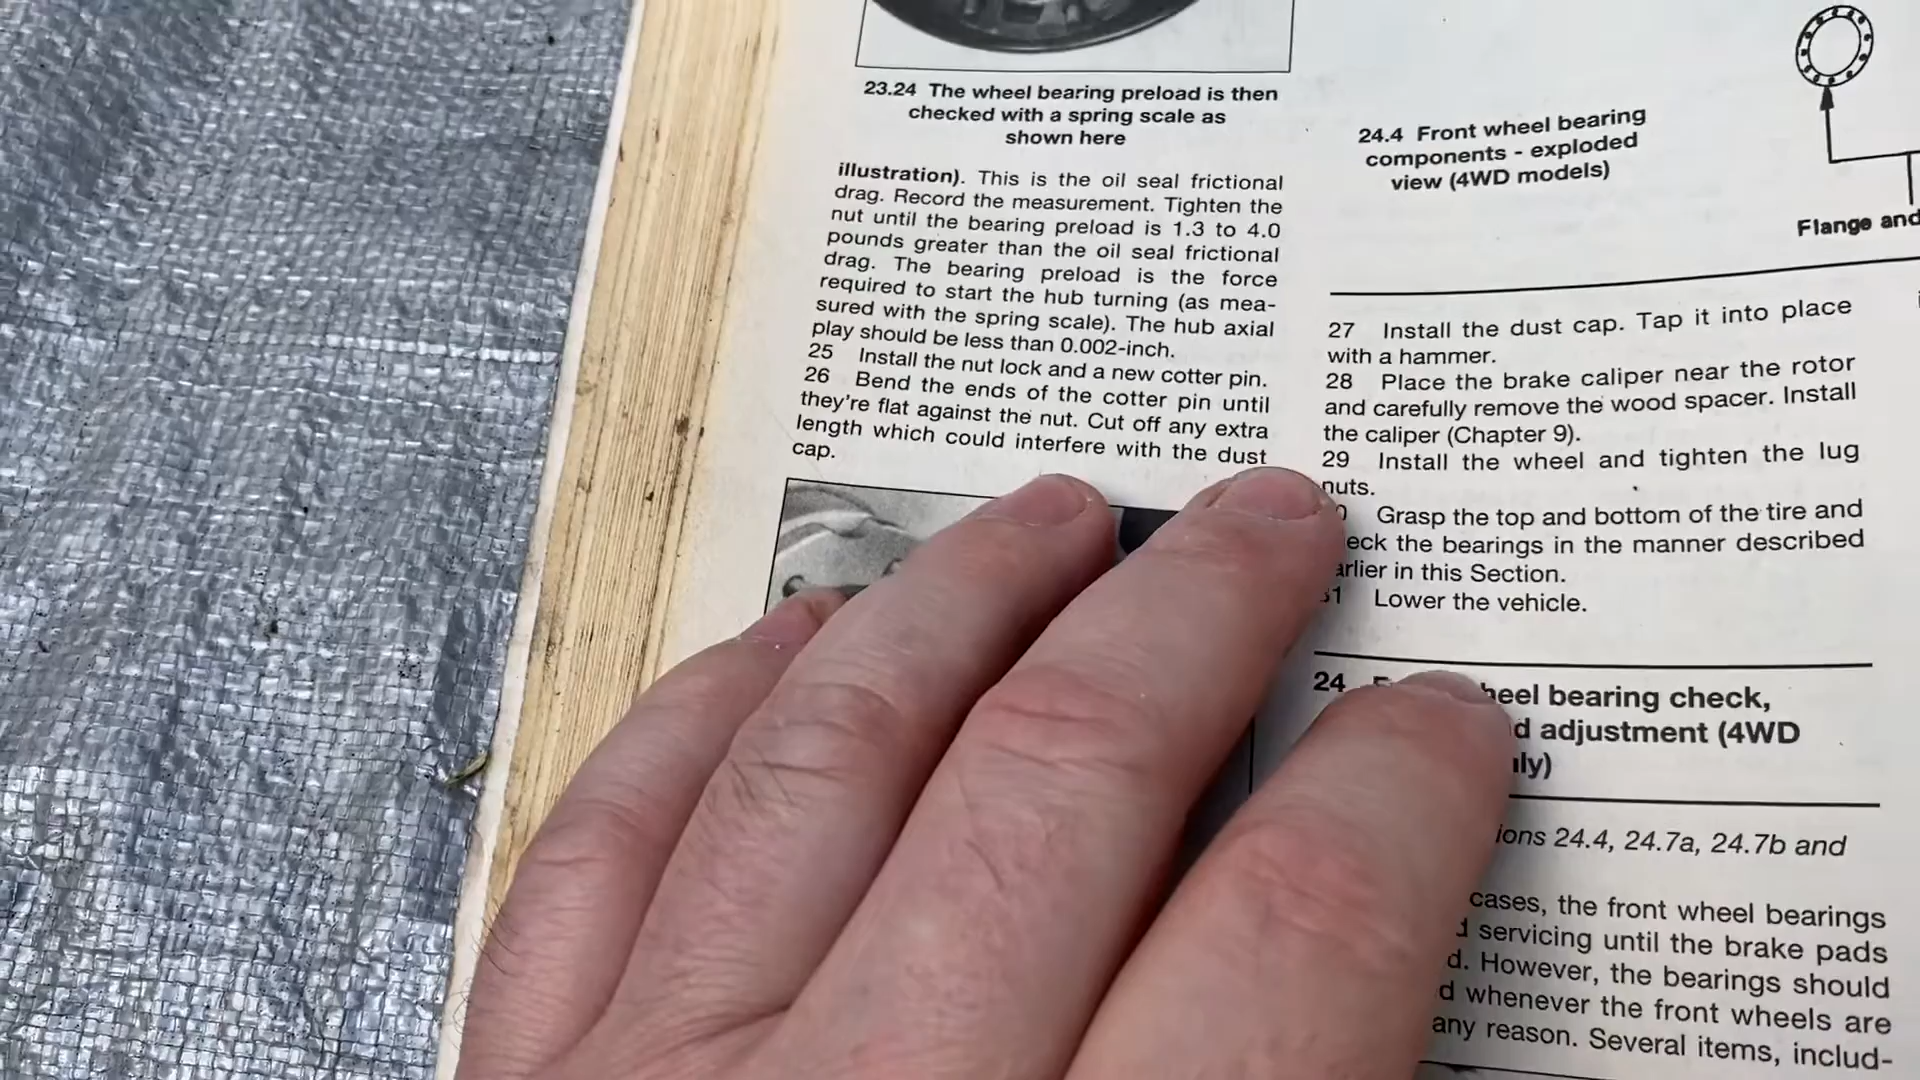 23.24 The wheel bearing preload is then
checked with a spring scale as
shown here
illustration). This is the oil seal frictional
drag. Record the measurement. Tighten the
nut until the bearing preload is 1.3 to 4.0
pounds greater than the oil seal frictional
drag. The bearing preload is the force
required to start the hub turning (as mea-
sured with the spring scale). The hub axial
play should be less than 0.002-inch.
25 Install the nut lock and a new cotter pin.
26 Bend the ends of the cotter pin until
they're flat against the nut. Cut off any extra
length which could interfere with the dust
cap.
24.4 Front wheel bearing
components - exploded
view (4WD models)
Flange and
27 Install the dust cap. Tap it into place
with a hammer.
28 Place the brake caliper near the rotor
and carefully remove the wood spacer. Install
the caliper (Chapter 9).
29 Install the wheel and tighten the lug
nuts.
Grasp the top and bottom of the tire and
eck the bearings in the manner described
arlier in this Section.
31 Lower the vehicle.
24 heel bearing check,
d adjustment (4WD
ly)
ions 24.4, 24.7a, 24.7b and
cases, the front wheel bearings
d servicing until the brake pads
d. However, the bearings should
d whenever the front wheels are
any reason. Several items, includ-